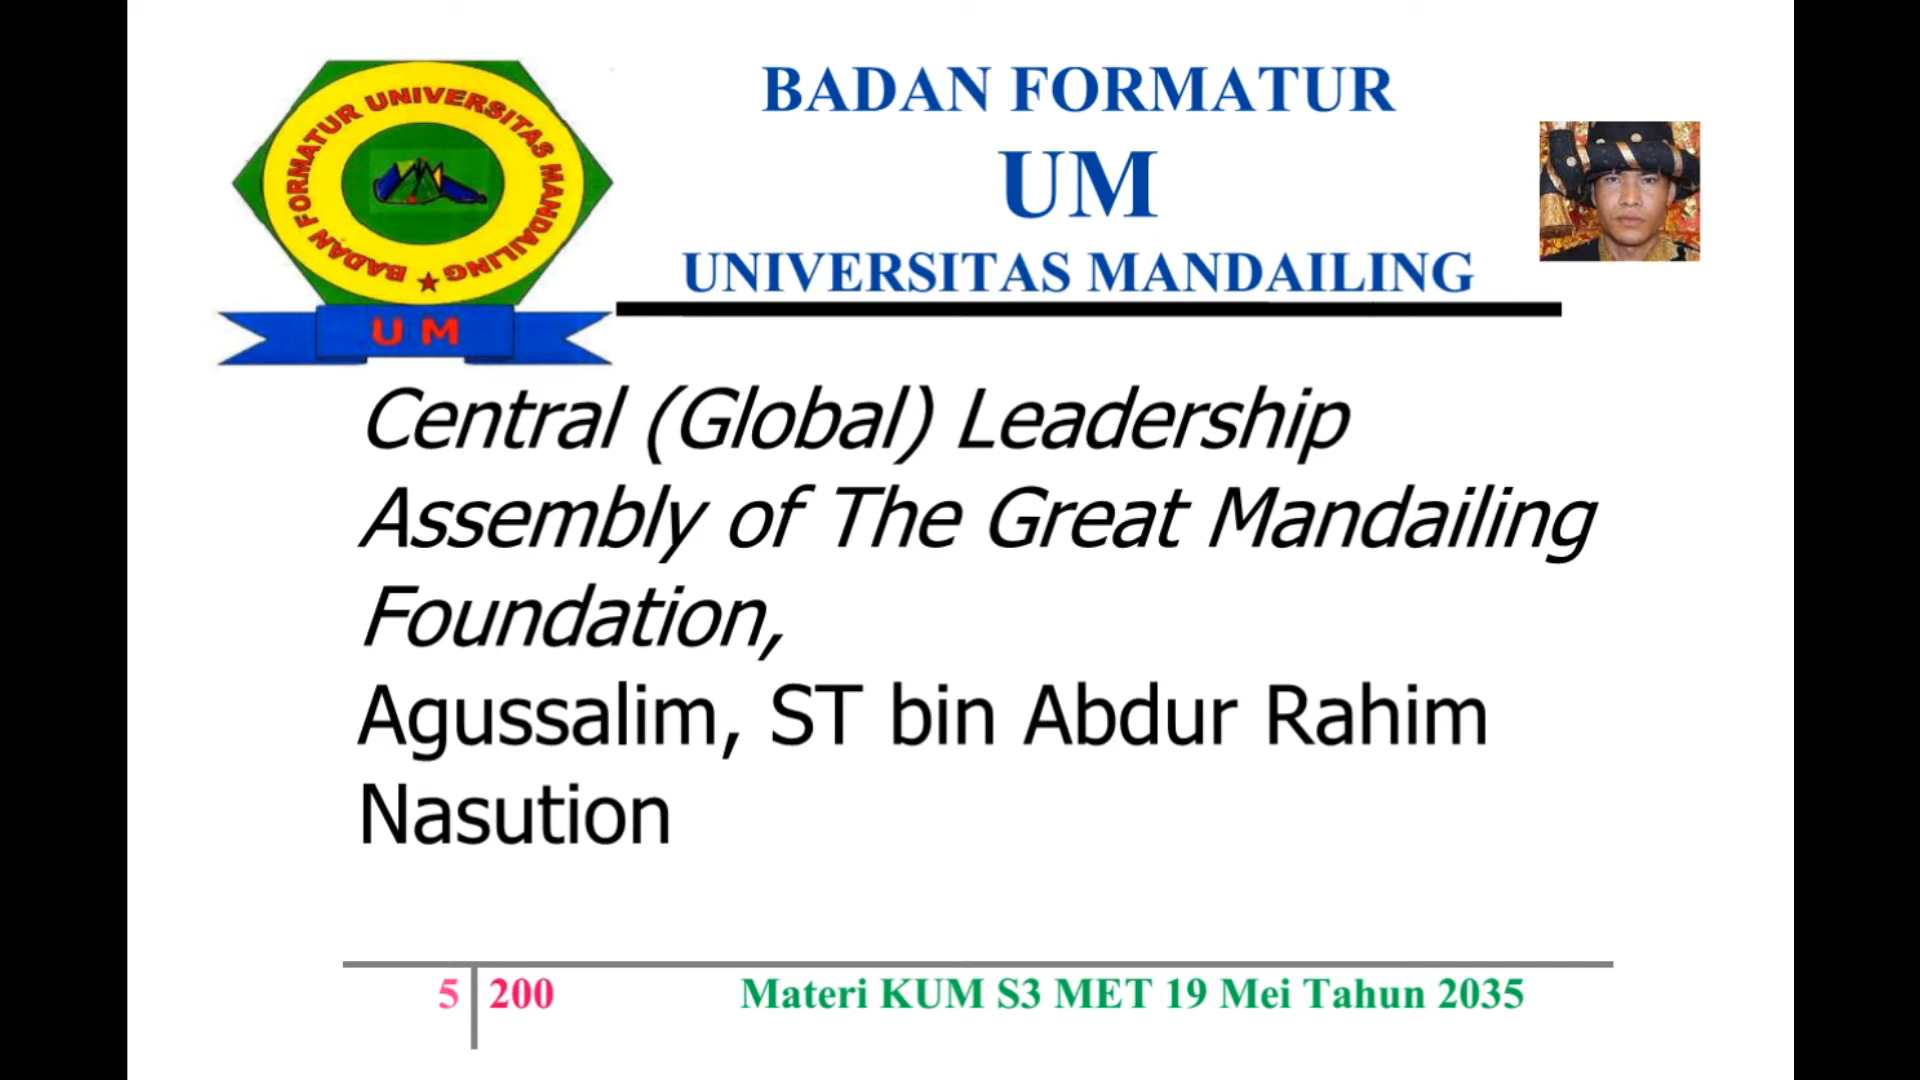 BADAN FORMATUR UNIVERSITAS MANDAILING
U M
BADAN FORMATUR
UM
UNIVERSITAS MANDAILING
Central (Global) Leadership
Assembly of The Great Mandailing
Foundation,
Agussalim, ST bin Abdur Rahim
Nasution
5 200 Materi KUM S3 MET 19 Mei Tahun 2035